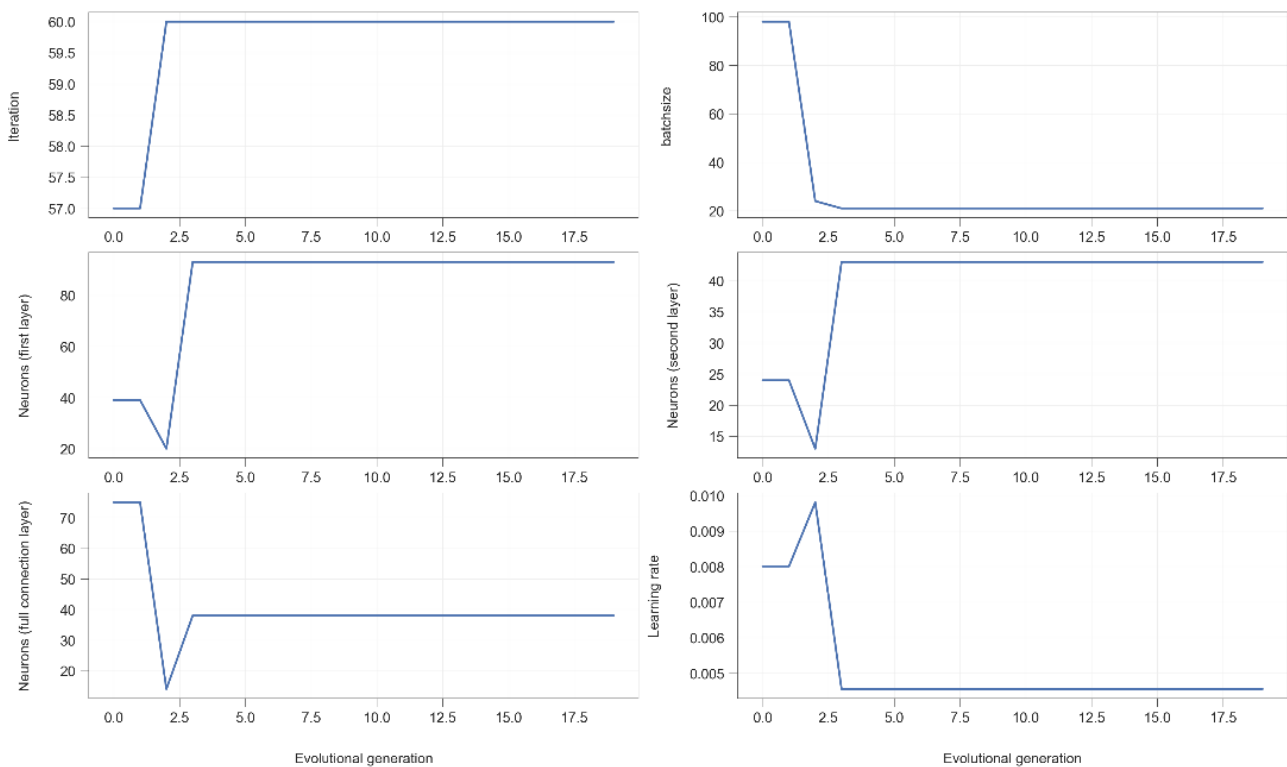 Iteration
60.0
59.5
59.0
58.5
58.0
57.5
57.0
0.0 2.5 5.0 7.5 10.0 12.5 15.0 17.5
batchsize
100
80
60
40
20
0.0 2.5 5.0 7.5 10.0 12.5 15.0 17.5
Neurons (first layer)
80
60
40
20
0.0 2.5 5.0 7.5 10.0 12.5 15.0 17.5
Neurons (second layer)
40
35
30
25
20
15
0.0 2.5 5.0 7.5 10.0 12.5 15.0 17.5
Neurons (full connection layer)
70
60
50
40
30
20
0.0 2.5 5.0 7.5 10.0 12.5 15.0 17.5
Evolutional generation
Learning rate
0.010
0.009
0.008
0.007
0.006
0.005
0.0 2.5 5.0 7.5 10.0 12.5 15.0 17.5
Evolutional generation